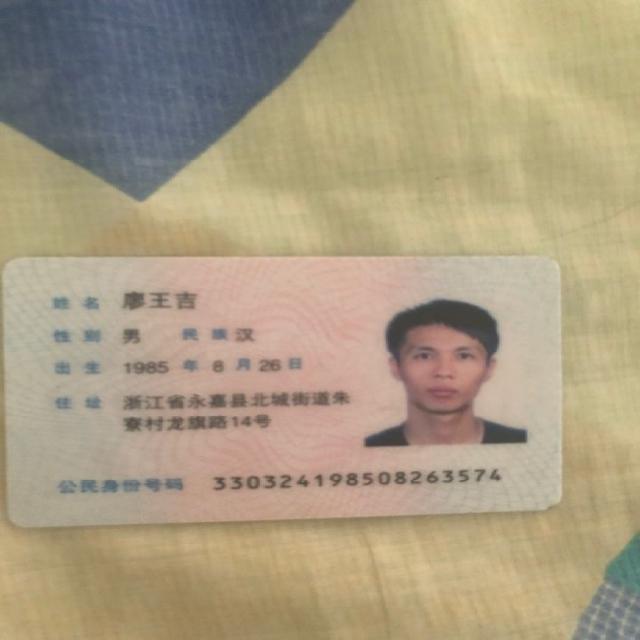 姓名 廖王吉
性别 男 民族 汉
出生 1985 年 8 月 26 日
住址 浙江省永嘉县北城街道朱
寮村龙旗路14号
公民身份号码 330324198508263574